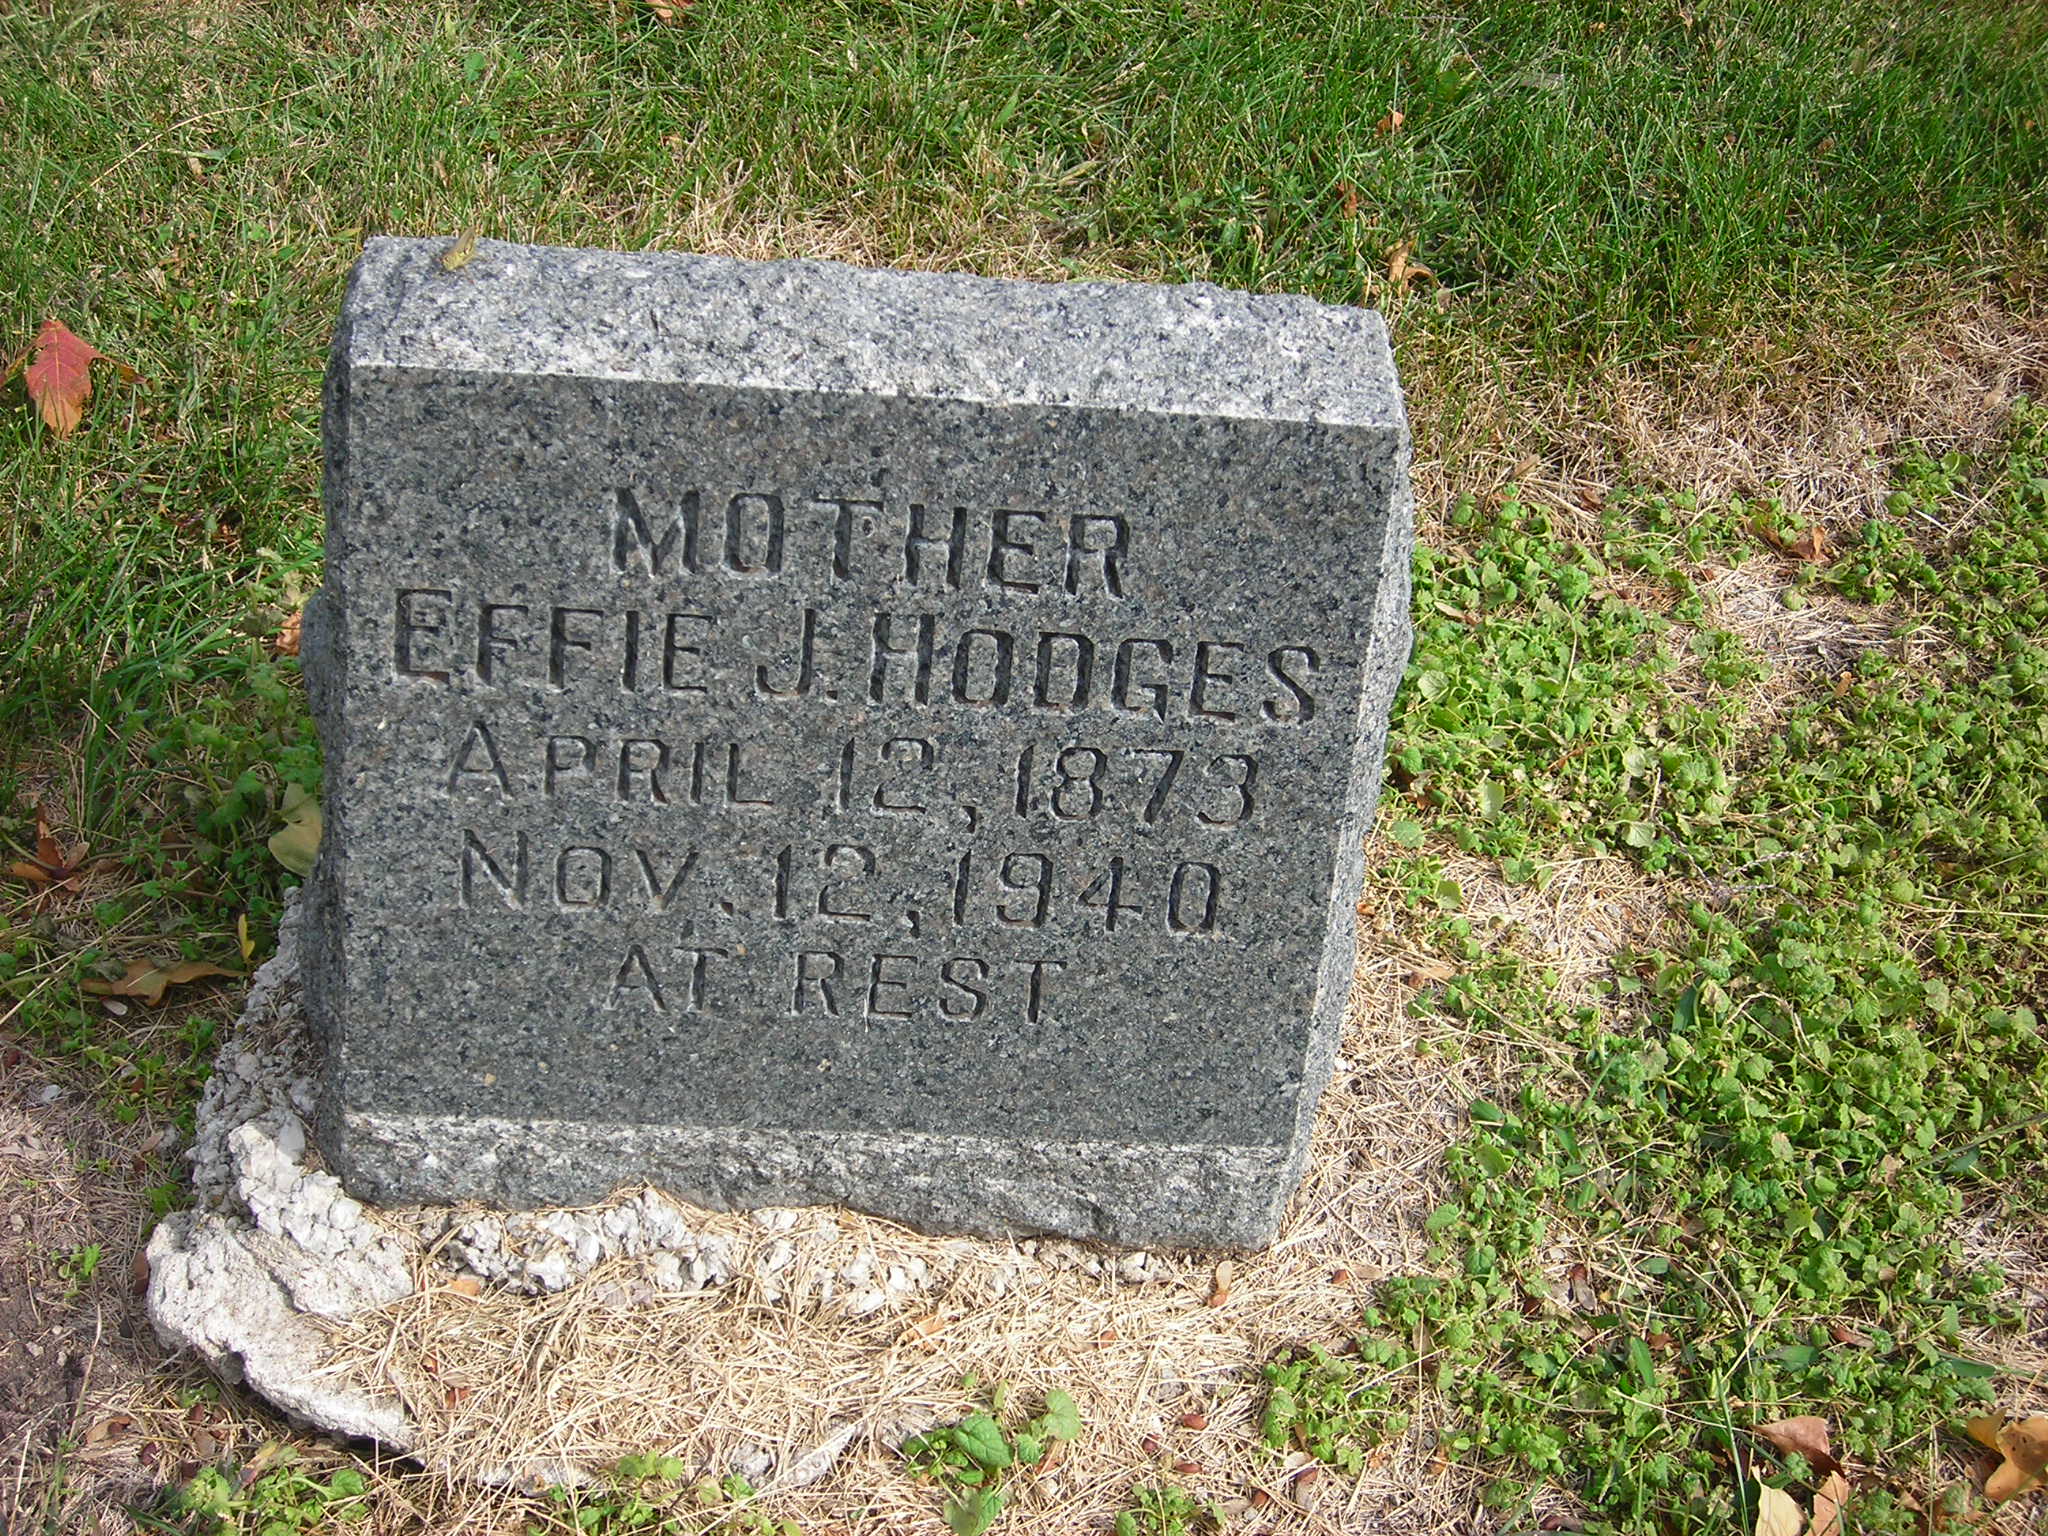 MOTHER
EFFIE J. HODGES
APRIL 12, 1873
NOV. 12, 1940
AT REST